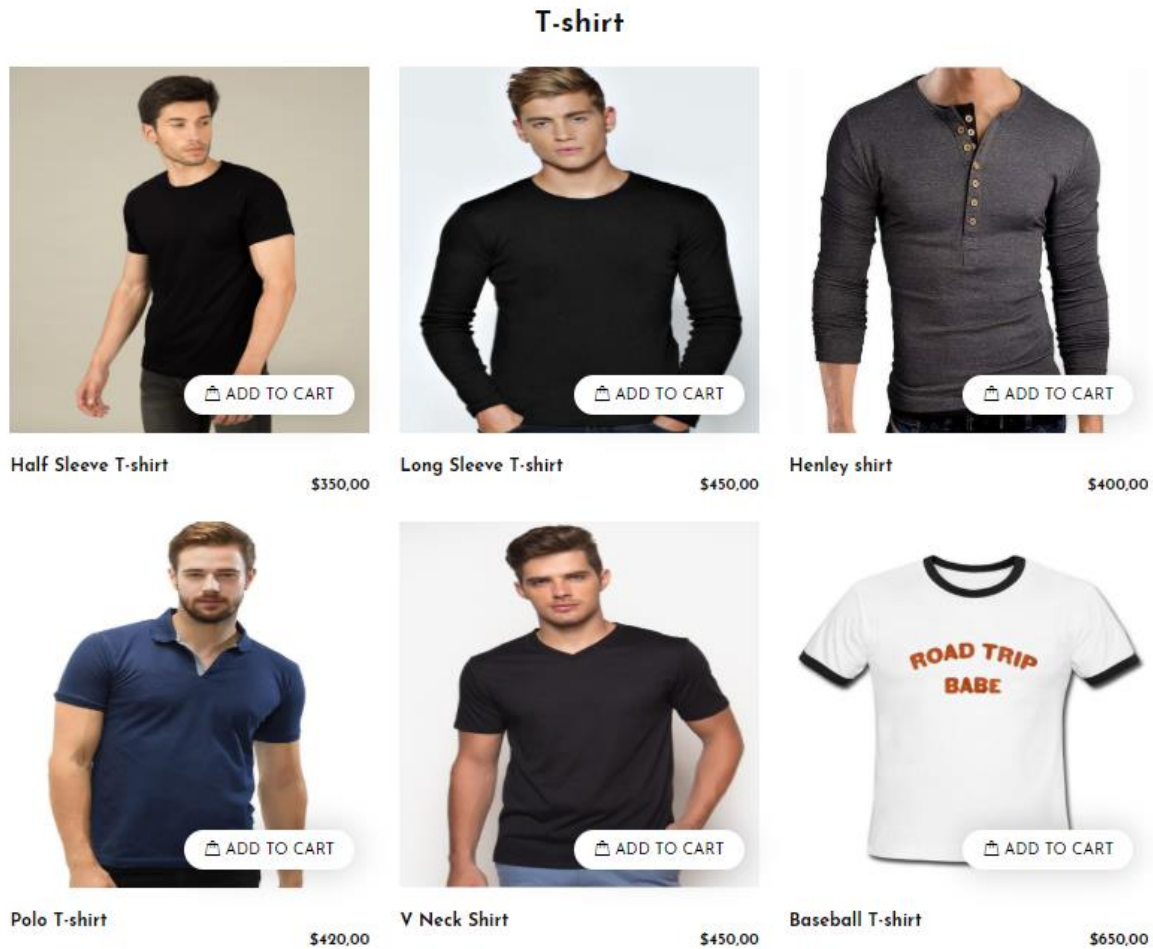 T-shirt
ADD TO CART
ADD TO CART
ADD TO CART
Half Sleeve T-shirt
$350,00
Long Sleeve T-shirt
$450,00
Henley shirt
$400,00
ROAD TRIP
BABE
ADD TO CART
ADD TO CART
ADD TO CART
Polo T-shirt
$420,00
V Neck Shirt
$450,00
Baseball T-shirt
$650,00